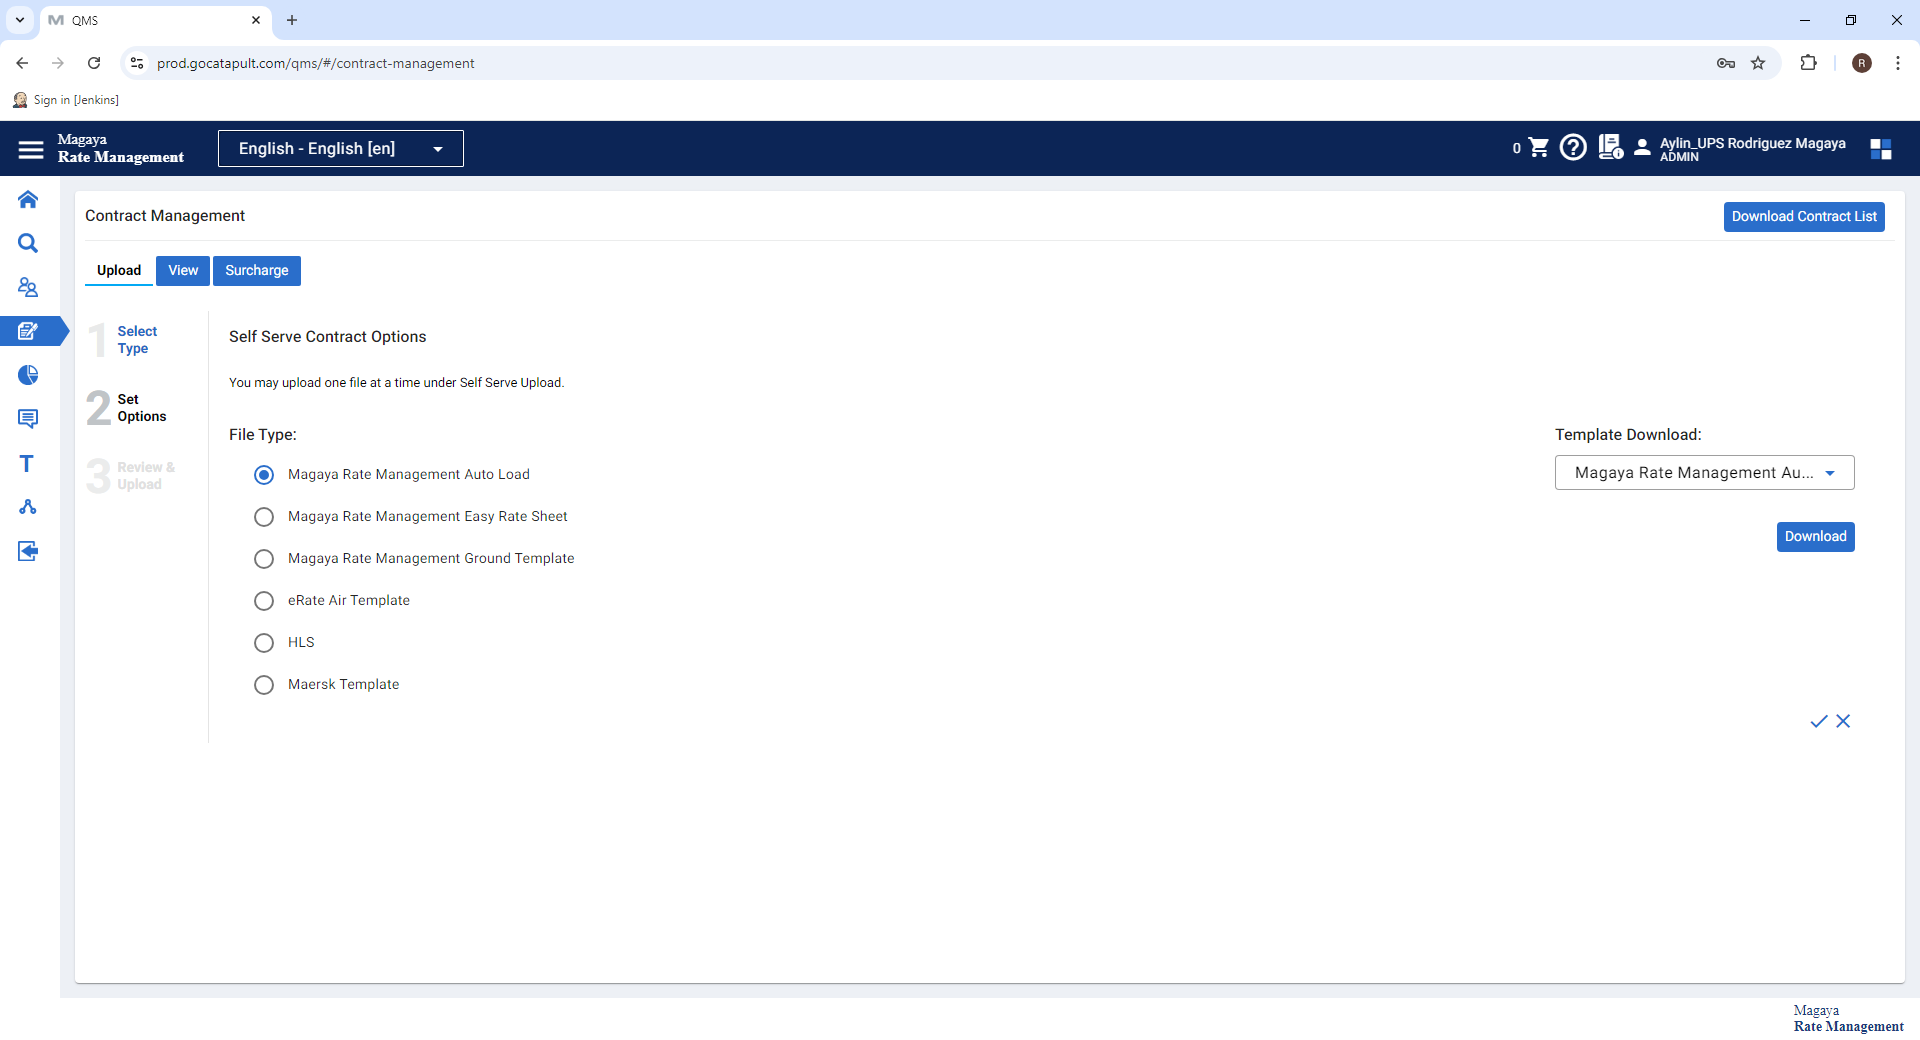 QMS
prod.gocatapult.com/qms/#/contract-management
R
Sign in [Jenkins]
Magaya
Rate Management
English - English [en]
0
Aylin_UPS Rodriguez Magaya
ADMIN
Contract Management
Download Contract List
Upload
View
Surcharge
1 Select
Type
2 Set
Options
3 Review &
Upload
Self Serve Contract Options
You may upload one file at a time under Self Serve Upload.
File Type:
Magaya Rate Management Auto Load
Magaya Rate Management Easy Rate Sheet
Magaya Rate Management Ground Template
eRate Air Template
HLS
Maersk Template
Template Download:
Magaya Rate Management Au...
Download
Magaya
Rate Management